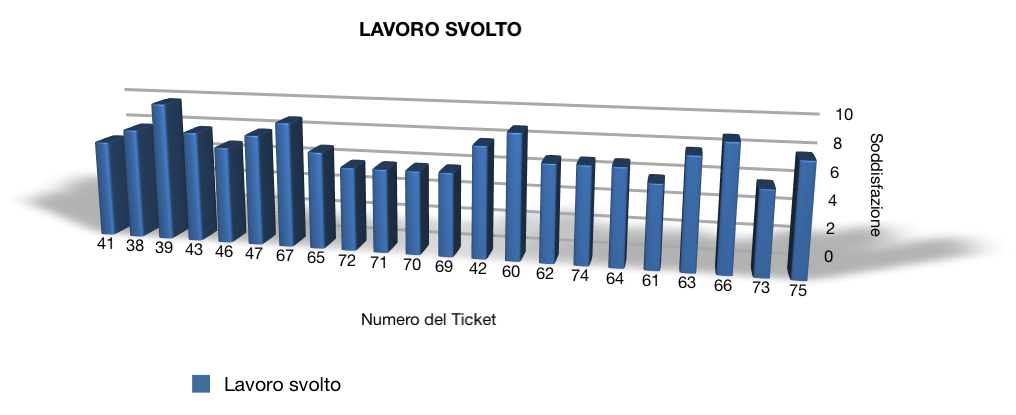 LAVORO SVOLTO
10
8
6
4
2
0
Soddisfazione
41 38 39 43 46 47 67 65 72 71 70 69 42 60 62 74 64 61 63 66 73 75
Numero del Ticket
Lavoro svolto